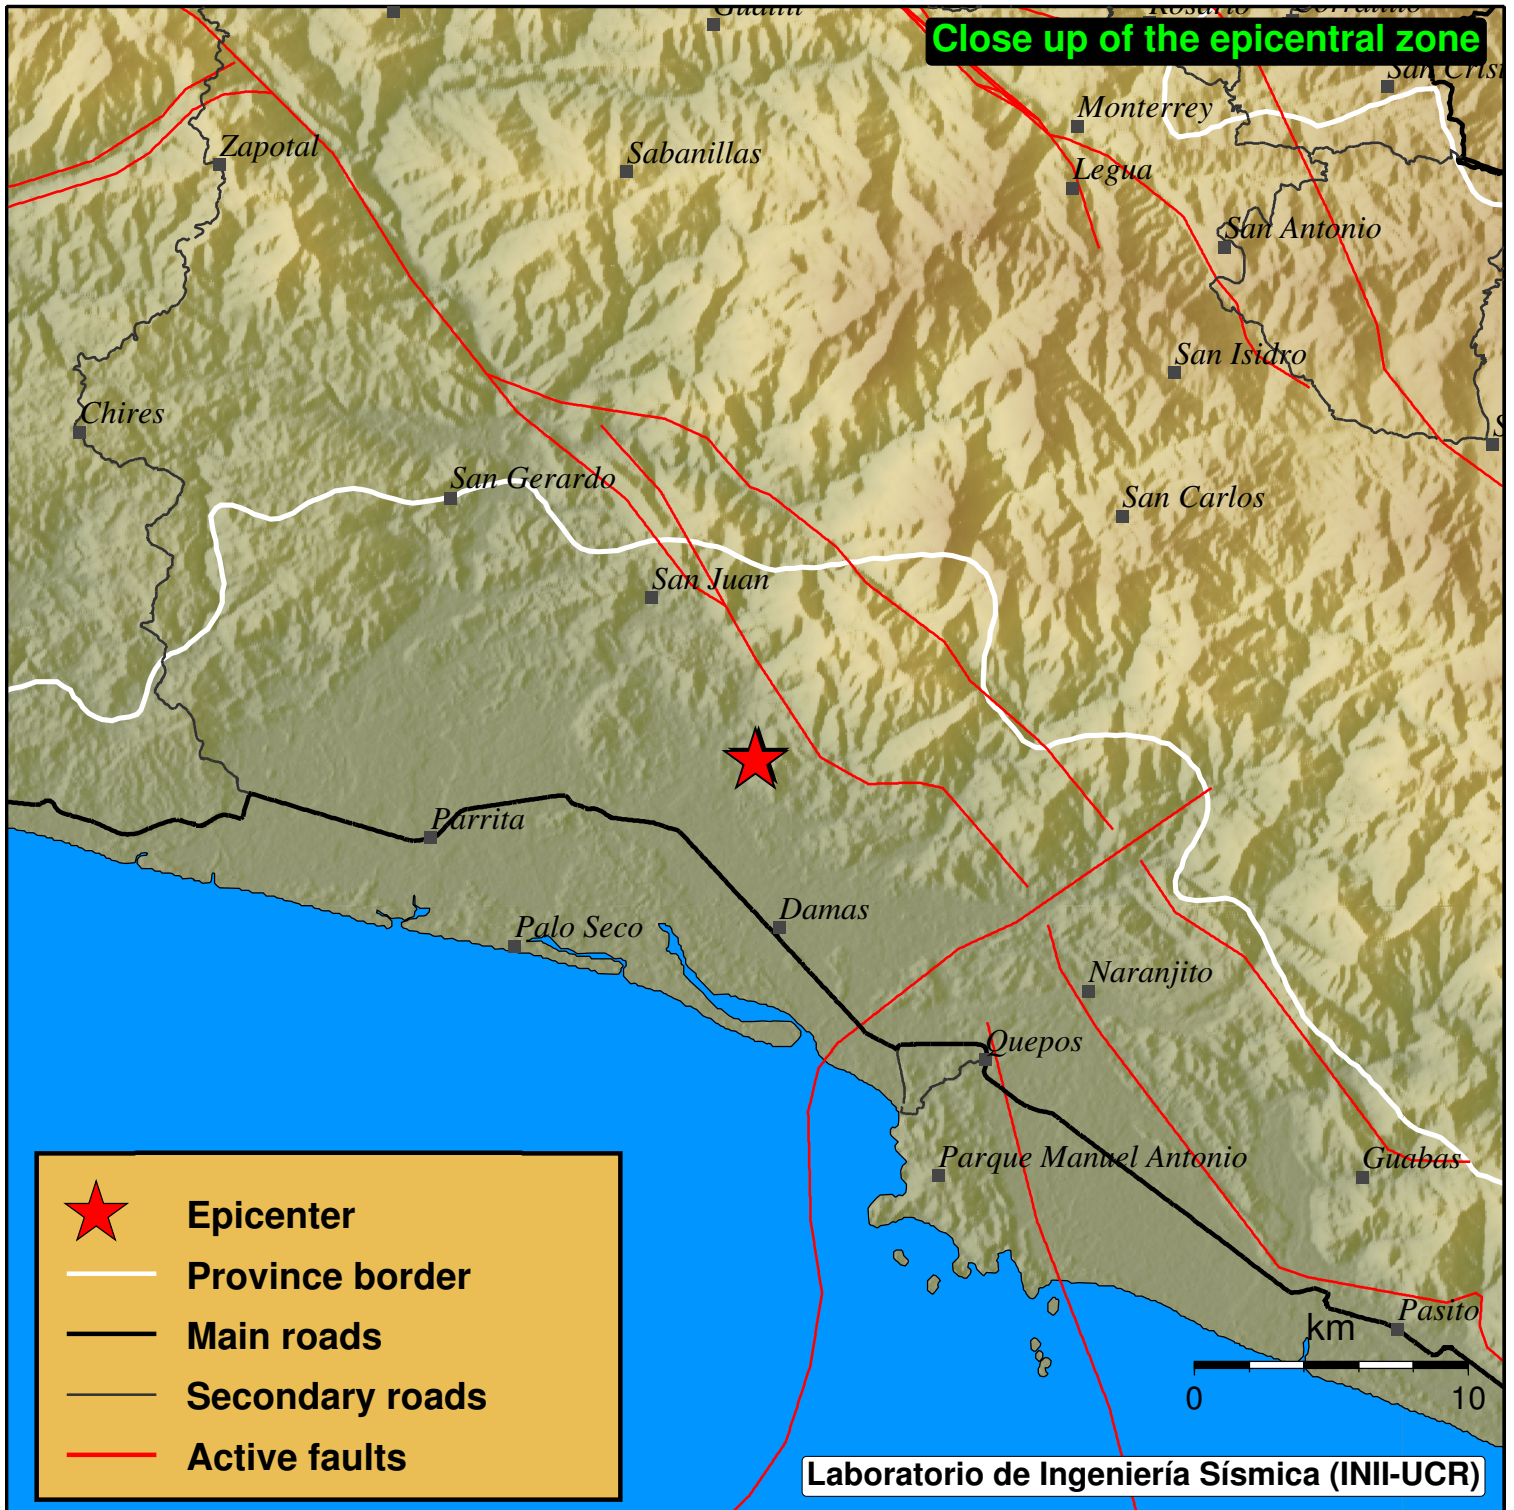 Close up of the epicentral zone
Monterrey
Zapotal
Sabanillas
Legua
San Antonio
San Isidro
Chires
San Gerardo
San Carlos
San Juan
Parrita
Damas
Palo Seco
Naranjito
Quepos
Parque Manuel Antonio
Guabas
Pasito
km
0 10
Epicenter
Province border
Main roads
Secondary roads
Active faults
Laboratorio de Ingeniería Sísmica (INII-UCR)